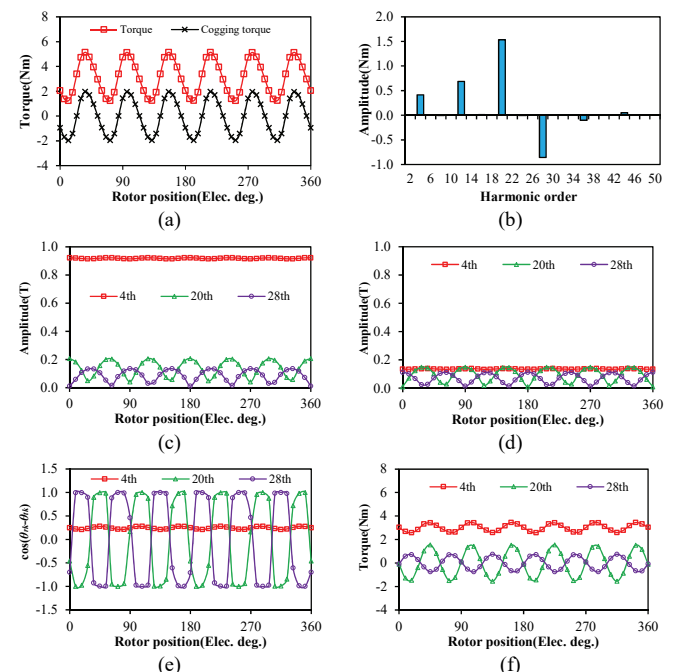 Torque Cogging torque
Torque(Nm)
8
6
4
2
0
-2
-4
0 90 180 270 360
Rotor position(Elec. deg.)
(a)
Amplitude(Nm)
2.0
1.5
1.0
0.5
0.0
-0.5
-1.0
2 6 10 14 18 22 26 30 34 38 42 46 50
Harmonic order
(b)
Amplitude(T)
1.0
0.8
0.6
0.4
0.2
0.0
4th 20th 28th
0 90 180 270 360
Rotor position(Elec. deg.)
(c)
Amplitude(T)
1.0
0.8
0.6
0.4
0.2
0.0
4th 20th 28th
0 90 180 270 360
Rotor position(Elec. deg.)
(d)
1.5
1.0
0.5
0.0
-0.5
-1.0
-1.5
4th 20th 28th
0 90 180 270 360
Rotor position(Elec. deg.)
(e)
Torque(Nm)
8
6
4
2
0
-2
-4
4th 20th 28th
0 90 180 270 360
Rotor position(Elec. deg.)
(f)